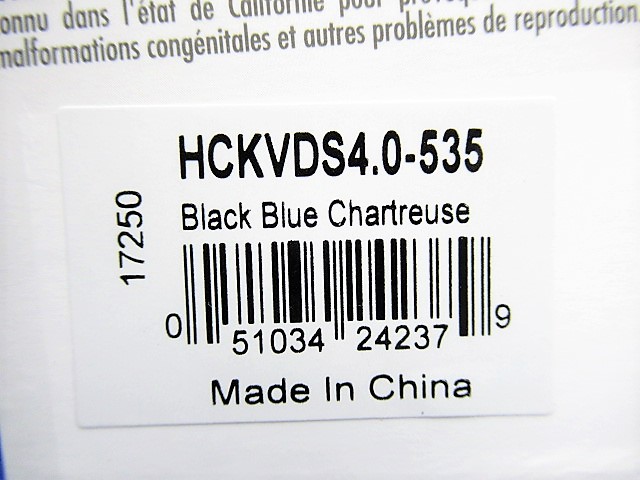 onnu dans l'état de Californie pour
malformations congénitales et autres problèmes de reproduction.
HCKVDS4.0-535
17250
Black Blue Chartreuse
0 51034 24237 9
Made In China